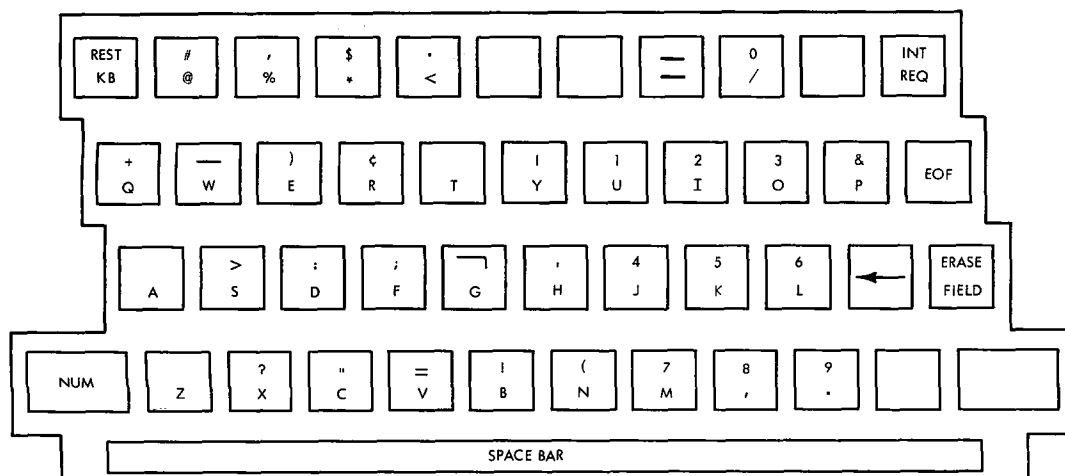 REST # , $ . 0 INT
KB @ % * < = / REQ
+ — ) ¢ | 1 2 3 &
Q W E R T Y U I O P EOF
> : ; ¬ ' 4 5 6 ← ERASE
A S D F G H J K L FIELD
? " = ! ( 7 8 9
NUM Z X C V B N M , .
SPACE BAR